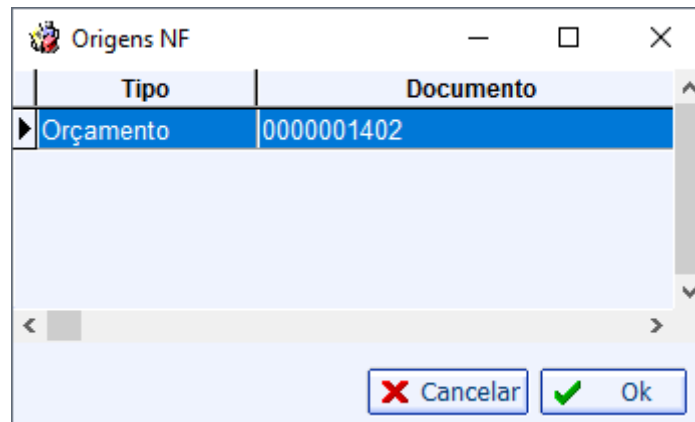 Origens NF
Tipo Documento
Orçamento 0000001402
Cancelar Ok